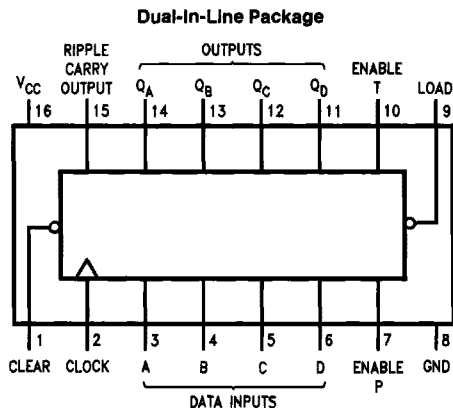 Dual-In-Line Package
RIPPLE
CARRY
OUTPUT
OUTPUTS
ENABLE
T
LOAD
VCC
QA
QB
QC
QD
16
15
14
13
12
11
10
9
1
2
3
4
5
6
7
8
CLEAR
CLOCK
A
B
C
D
ENABLE
P
GND
DATA INPUTS